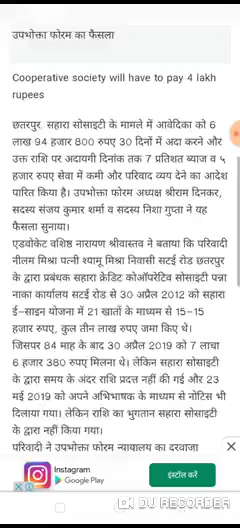 उपभोक्ता फोरम का फैसला
Cooperative society will have to pay 4 lakh
rupees
छतरपुर. सहारा सोसाइटी के मामले में आवेदिका को 6
लाख 94 हजार 800 रुपए 30 दिनों में अदा करने और
उक्त राशि पर अदायगी दिनांक तक 7 प्रतिशत ब्याज व ५
हजार रुपए सेवा में कमी और परिवाद व्यय देने का आदेश
पारित किया है। उपभोक्ता फोरम अध्यक्ष श्रीराम दिनकर,
सदस्य संजय कुमार शर्मा व सदस्य निशा गुप्ता ने यह
फैसला सुनाया।
एडवोकेट वशिष्ठ नारायण श्रीवास्तव ने बताया कि परिवादी
नीलम मिश्रा पत्नी श्यामू मिश्रा निवासी सटई रोड छतरपुर
के द्वारा प्रबंधक सहारा क्रेडिट कोऑपरेटिव सोसाइटी पन्ना
नाका कार्यालय सटई रोड से 30 अप्रैल 2012 को सहारा
ई-साइन योजना में 21 खातों के माध्यम से 15-15
हजार रुपए, कुल तीन लाख रुपए जमा किए थे।
जिसपर 84 माह के बाद 30 अप्रैल 2019 को 7 लाचा
6 हजार 380 रुपए मिलना थे। लेकिन सहारा सोसाइटी
के द्वारा समय के अंदर राशि प्रदत्त नहीं की गई और 23
मई 2019 को अपने अभिभाषक के माध्यम से नोटिस भी
दिलाया गया। लेकिन राशि का भुगतान सहारा सोसाइटी
के द्वारा नहीं किया गया।
परिवादी ने उपभोक्ता फोरम न्यायालय का दरवाजा
Instagram
Google Play
इंस्टॉल करें
DU RECORDER